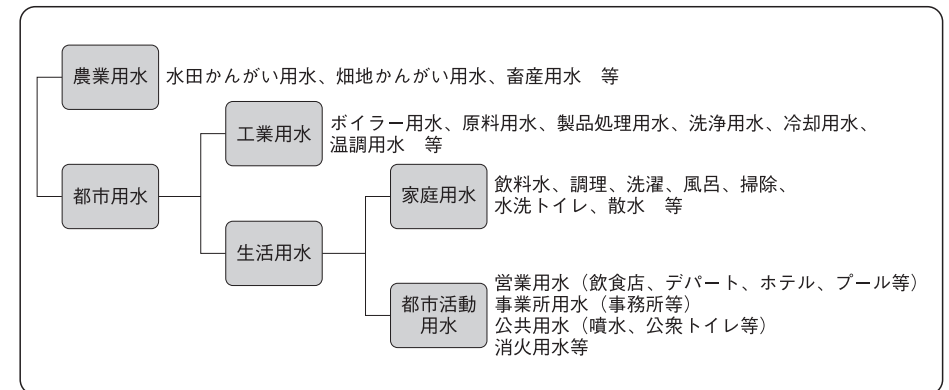 農業用水
水田かんがい用水、畑地かんがい用水、畜産用水　等
工業用水
ボイラー用水、原料用水、製品処理用水、洗浄用水、冷却用水、
温調用水　等
都市用水
家庭用水
飲料水、調理、洗濯、風呂、掃除、
水洗トイレ、散水　等
生活用水
都市活動
用水
営業用水（飲食店、デパート、ホテル、プール等）
事業所用水（事務所等）
公共用水（噴水、公衆トイレ等）
消火用水等